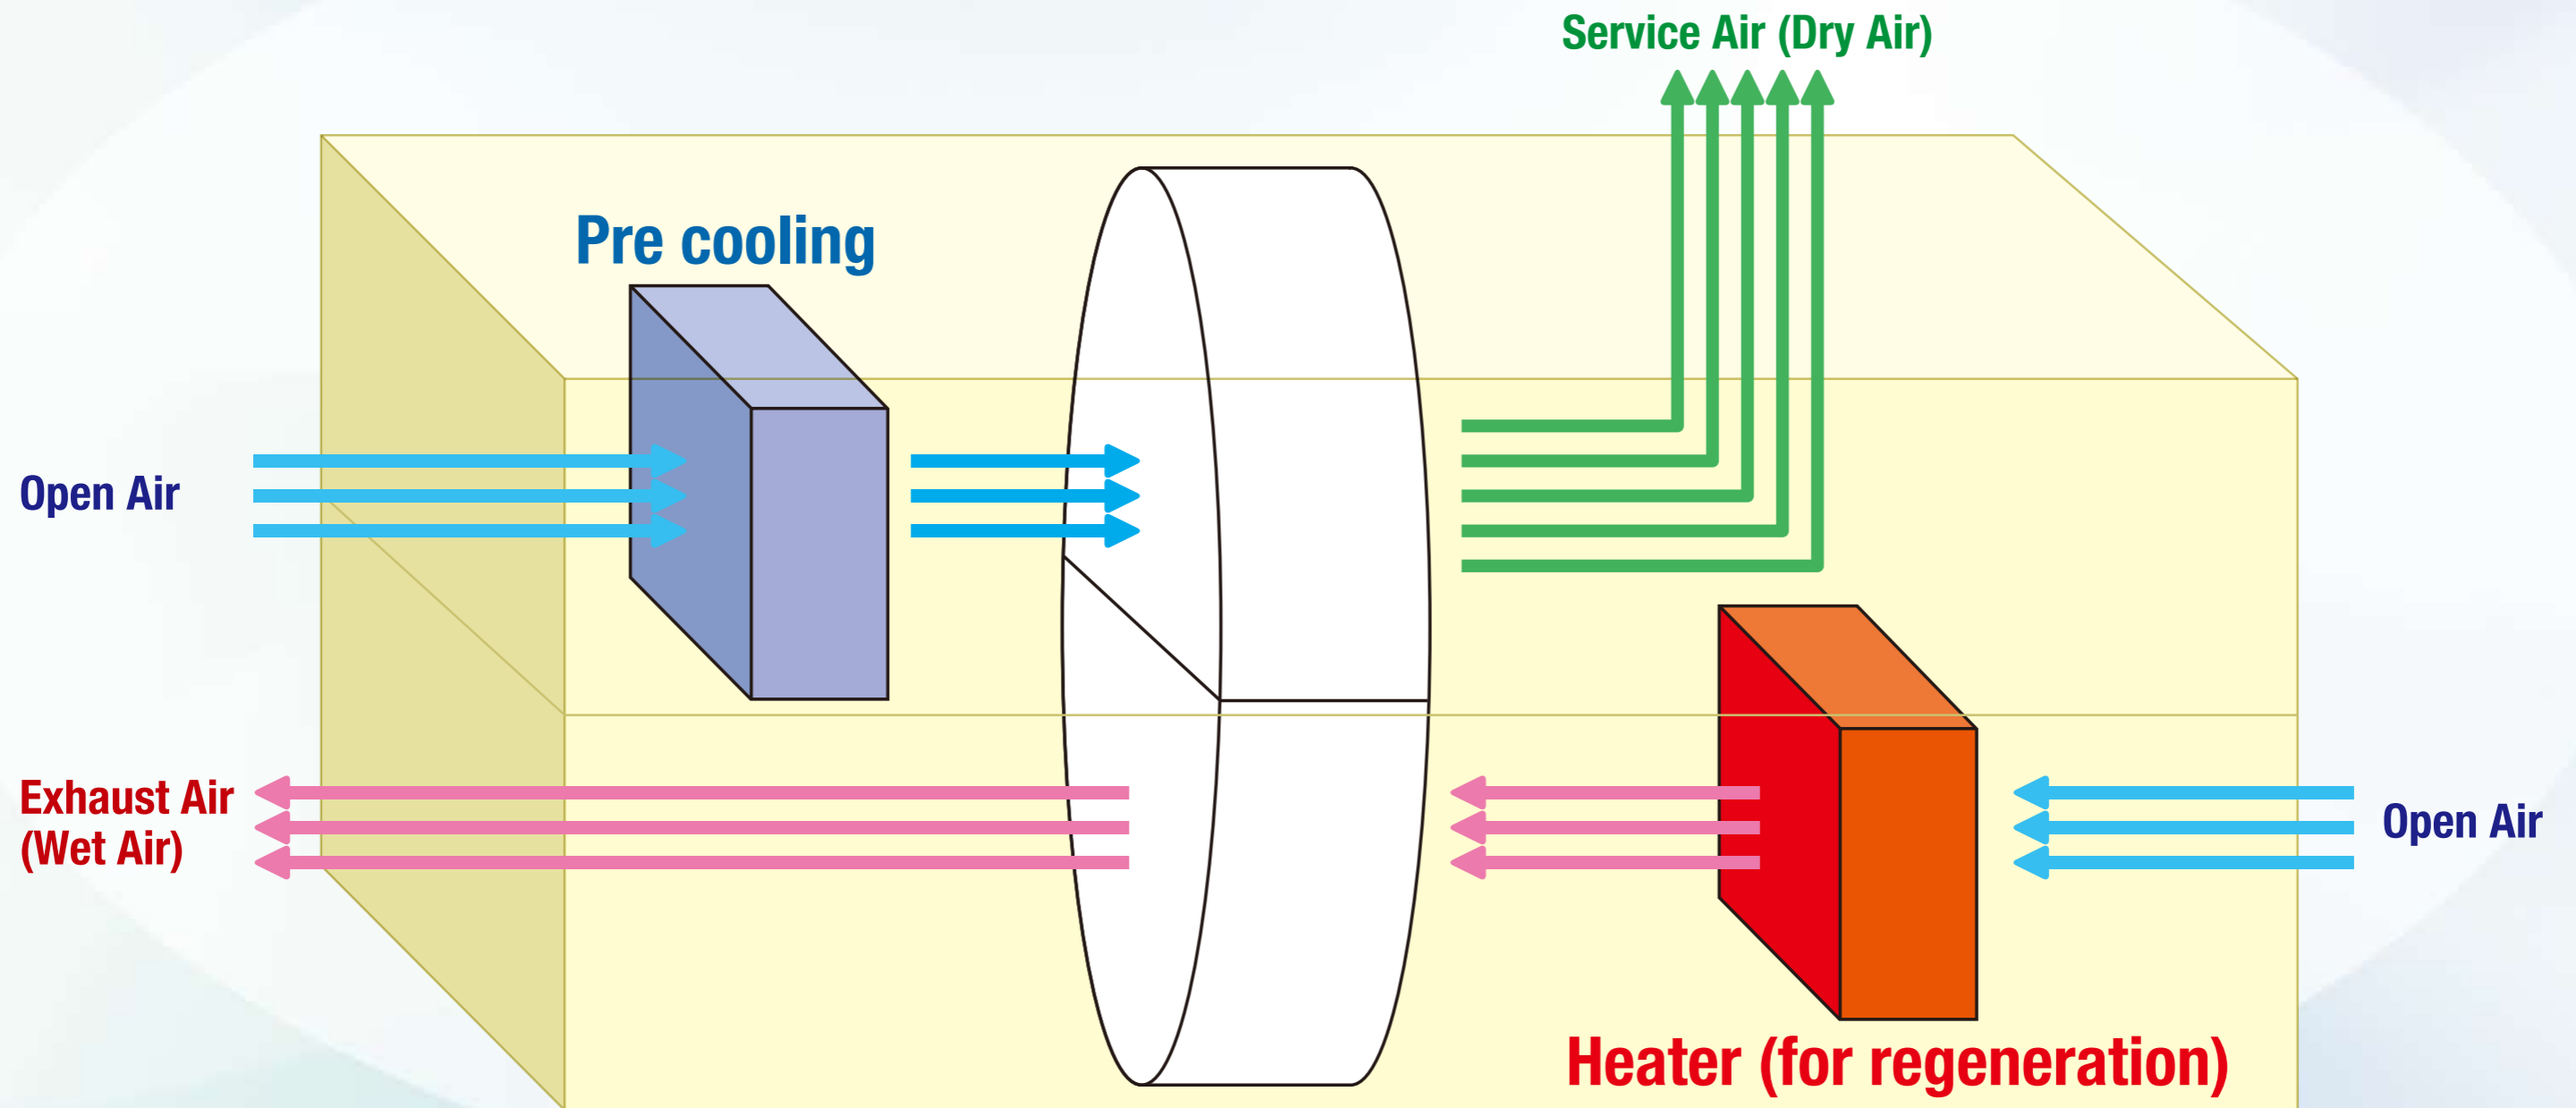 Service Air (Dry Air)
Pre cooling
Open Air
Exhaust Air
(Wet Air)
Open Air
Heater (for regeneration)